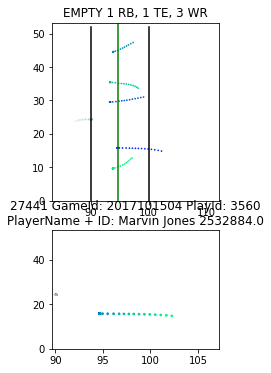 EMPTY 1 RB, 1 TE, 3 WR
50
40
30
20
10
0
90 100 110
27441 GameId: 2017101504 PlayId: 3560
PlayerName + ID: Marvin Jones 2532884.0
40
20
0
90 95 100 105